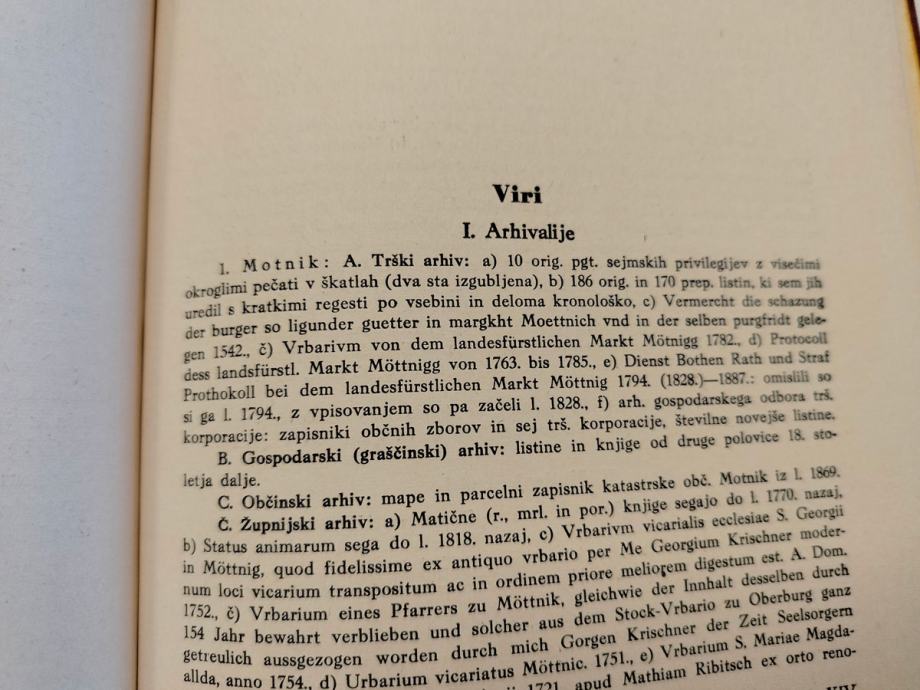 Viri
I. Arhivalije
1. Motnik: A. Trški arhiv: a) 10 orig. pgt. sejmskih privilegijev z visečimi
okroglimi pečati v škatlah (dva sta izgubljena), b) 186 orig. in 170 prep. listin, ki sem jih
uredil s kratkimi regesti po vsebini in deloma kronološko, c) Vermercht die schazung
der burger so ligunder guetter in margkht Moettnich vnd in der selben purgfridt gele-
gen 1542., č) Vrbarivm von dem landesfürstlichen Markt Mötnigg 1782., d) Protocoll
dess landsfürstl. Markt Möttnigg von 1763. bis 1785., e) Dienst Bothen Rath und Straf
Prothokoll bei dem landesfürstlichen Markt Möttnig 1794. (1828.)—1887.: omislili so
si ga l. 1794., z vpisovanjem so pa začeli l. 1828., f) arh. gospodarskega odbora trš.
korporacije: zapisniki občnih zborov in sej trš. korporacije, številne novejše listine.
B. Gospodarski (graščinski) arhiv: listine in knjige od druge polovice 18. sto-
letja dalje.
C. Občinski arhiv: mape in parcelni zapisnik katastrske obč. Motnik iz l. 1869.
Č. Župnijski arhiv: a) Matične (r., mrl. in por.) knjige segajo do l. 1770. nazaj,
b) Status animarum sega do l. 1818. nazaj, c) Vrbarivm vicarialis ecclesiae S. Georgii
in Möttnig, quod fidelissime ex antiquo vrbario per Me Georgium Krischner moder-
num loci vicarium transpositum ac in ordinem priore meliorem digestum est. A. Dom.
1752., č) Vrbarium eines Pfarrers zu Möttnik, gleichwie der Innhalt desselben durch
154 Jahr bewahrt verblieben und solcher aus dem Stock-Vrbario zu Oberburg ganz
getreulich aussgezogen worden durch mich Gorgen Krischner der Zeit Seelsorgern
allda, anno 1754., d) Urbarium vicariatus Möttnic. 1751., e) Vrbarium S. Mariae Magda-
1721. apud Mathiam Ribitsch ex orto reno-
XIV.